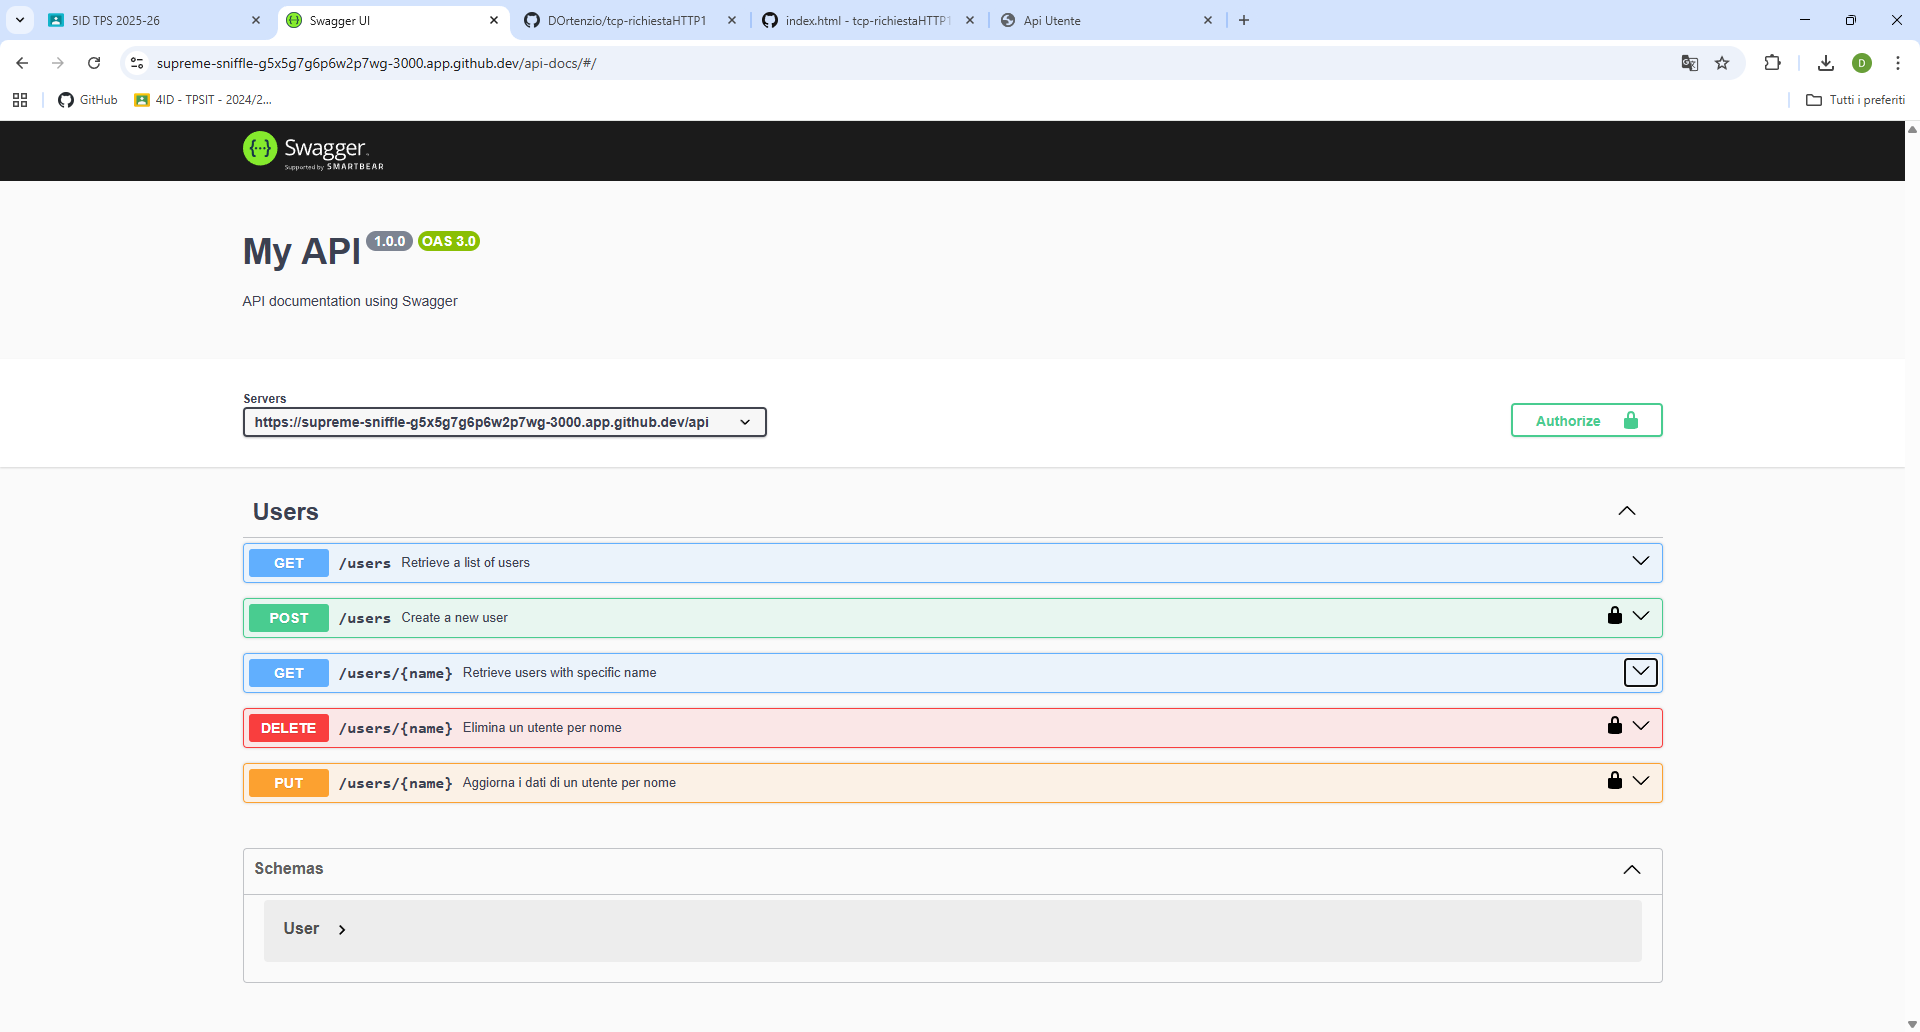 5ID TPS 2025-26
Swagger UI
DOrtenzio/tcp-richiestaHTTP1
index.html - tcp-richiestaHTTP1
Api Utente
supreme-sniffle-g5x5g7g6p6w2p7wg-3000.app.github.dev/api-docs/#/
D
GitHub
4ID - TPSIT - 2024/2...
Tutti i preferiti
Swagger
Supported by SMARTBEAR
My API 1.0.0 OAS 3.0
API documentation using Swagger
Servers
https://supreme-sniffle-g5x5g7g6p6w2p7wg-3000.app.github.dev/api
Authorize
Users
GET /users Retrieve a list of users
POST /users Create a new user
GET /users/{name} Retrieve users with specific name
DELETE /users/{name} Elimina un utente per nome
PUT /users/{name} Aggiorna i dati di un utente per nome
Schemas
User